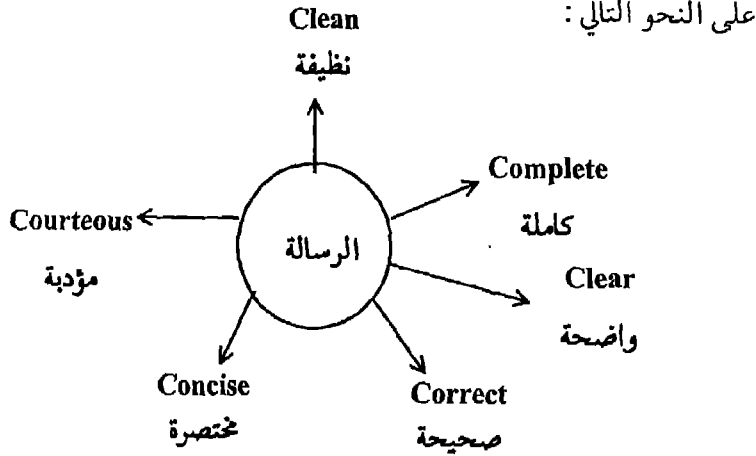 على النحو التالي :
Clean
نظيفة
Complete
كاملة
Clear
واضحة
Correct
صحيحة
Concise
مختصرة
Courteous
مؤدبة
الرسالة